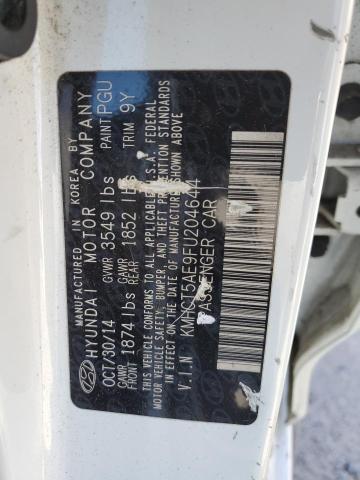 MANUFACTURED IN KOREA BY
HYUNDAI MOTOR COMPANY
OCT/30/14 GVWR 3549 lbs PAINT PGU
GAWR FRONT 1874 lbs GAWR REAR 1852 lbs TRIM 9Y
THIS VEHICLE CONFORMS TO ALL APPLICABLE U.S.A. FEDERAL
MOTOR VEHICLE SAFETY, BUMPER, AND THEFT PREVENTION STANDARDS
IN EFFECT ON THE DATE OF MANUFACTURE SHOWN ABOVE
V.I.N KMHCT5AE9FU204644
PASSENGER CAR